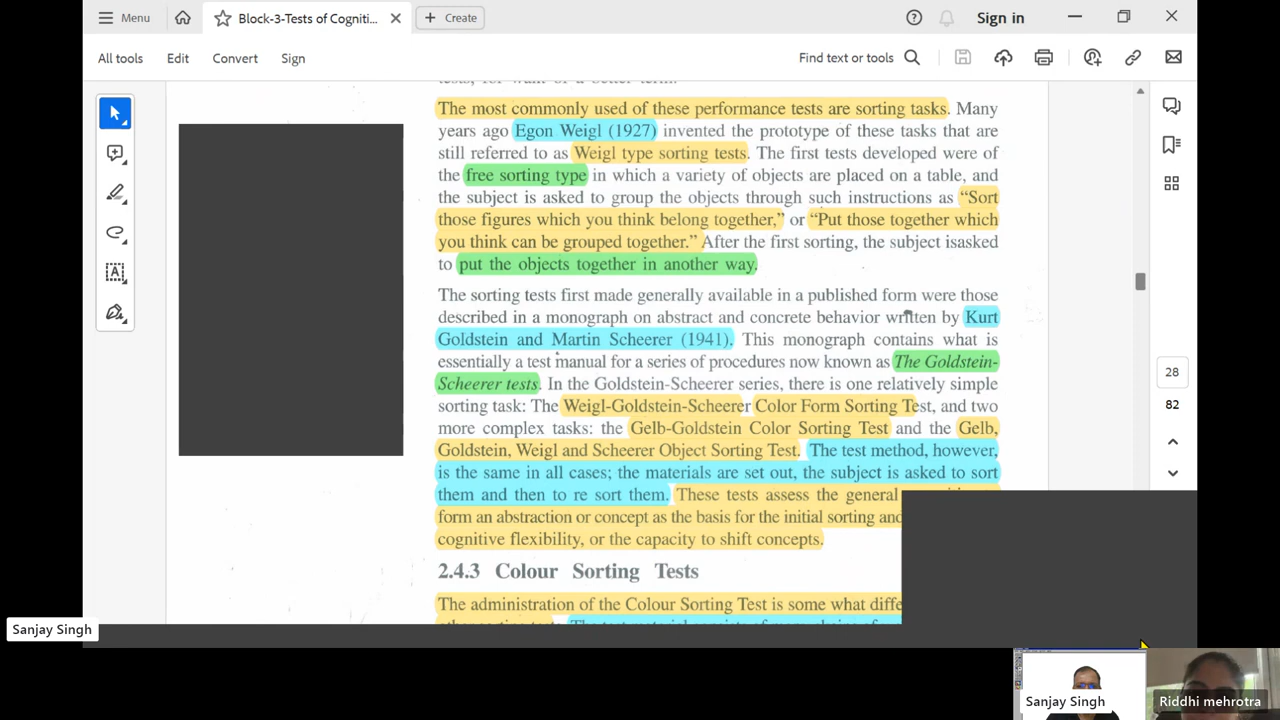 Menu
Block-3-Tests of Cogniti...
Create
Sign in
All tools
Edit
Convert
Sign
Find text or tools
The most commonly used of these performance tests are sorting tasks. Many
years ago Egon Weigl (1927) invented the prototype of these tasks that are
still referred to as Weigl type sorting tests. The first tests developed were of
the free sorting type in which a variety of objects are placed on a table, and
the subject is asked to group the objects through such instructions as “Sort
those figures which you think belong together,” or “Put those together which
you think can be grouped together.” After the first sorting, the subject isasked
to put the objects together in another way.
The sorting tests first made generally available in a published form were those
described in a monograph on abstract and concrete behavior written by Kurt
Goldstein and Martin Scheerer (1941). This monograph contains what is
essentially a test manual for a series of procedures now known as The Goldstein-
Scheerer tests. In the Goldstein-Scheerer series, there is one relatively simple
sorting task: The Weigl-Goldstein-Scheerer Color Form Sorting Test, and two
more complex tasks: the Gelb-Goldstein Color Sorting Test and the Gelb,
Goldstein, Weigl and Scheerer Object Sorting Test. The test method, however,
is the same in all cases; the materials are set out, the subject is asked to sort
them and then to re sort them. These tests assess the general
form an abstraction or concept as the basis for the initial sorting and
cognitive flexibility, or the capacity to shift concepts.
2.4.3 Colour Sorting Tests
The administration of the Colour Sorting Test is some what diffe
28
82
Sanjay Singh
Sanjay Singh
Riddhi mehrotra